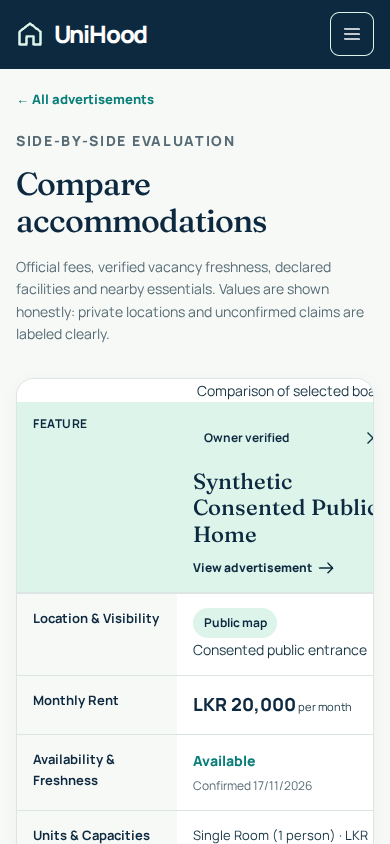 UniHood
← All advertisements
SIDE-BY-SIDE EVALUATION
Compare
accommodations
Official fees, verified vacancy freshness, declared
facilities and nearby essentials. Values are shown
honestly: private locations and unconfirmed claims are
labeled clearly.
Comparison of selected boa
FEATURE
Owner verified
Synthetic
Consented Public
Home
View advertisement →
Location & Visibility
Public map
Consented public entrance
Monthly Rent
LKR 20,000 per month
Availability &
Freshness
Available
Confirmed 17/11/2026
Units & Capacities
Single Room (1 person) · LKR